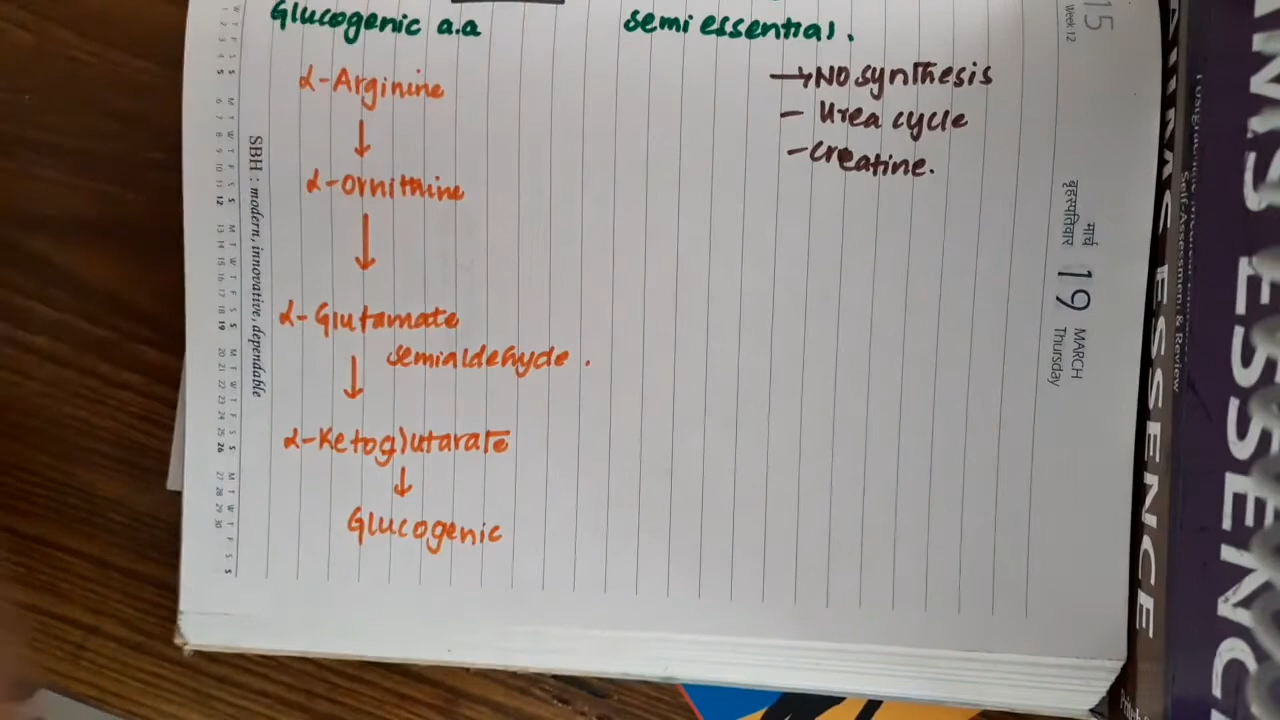 Glucogenic a.a
semi essential.
α-Arginine
α-Ornithine
α-Glutamate
semialdehyde.
α-Ketoglutarate
Glucogenic
→NO synthesis
- Urea cycle
-creatine.
SBH : modern, innovative, dependable
15
Week 12
मार्च
बृहस्पतिवार
19
MARCH
Thursday
ESSENCE
Self-Assessment & Review